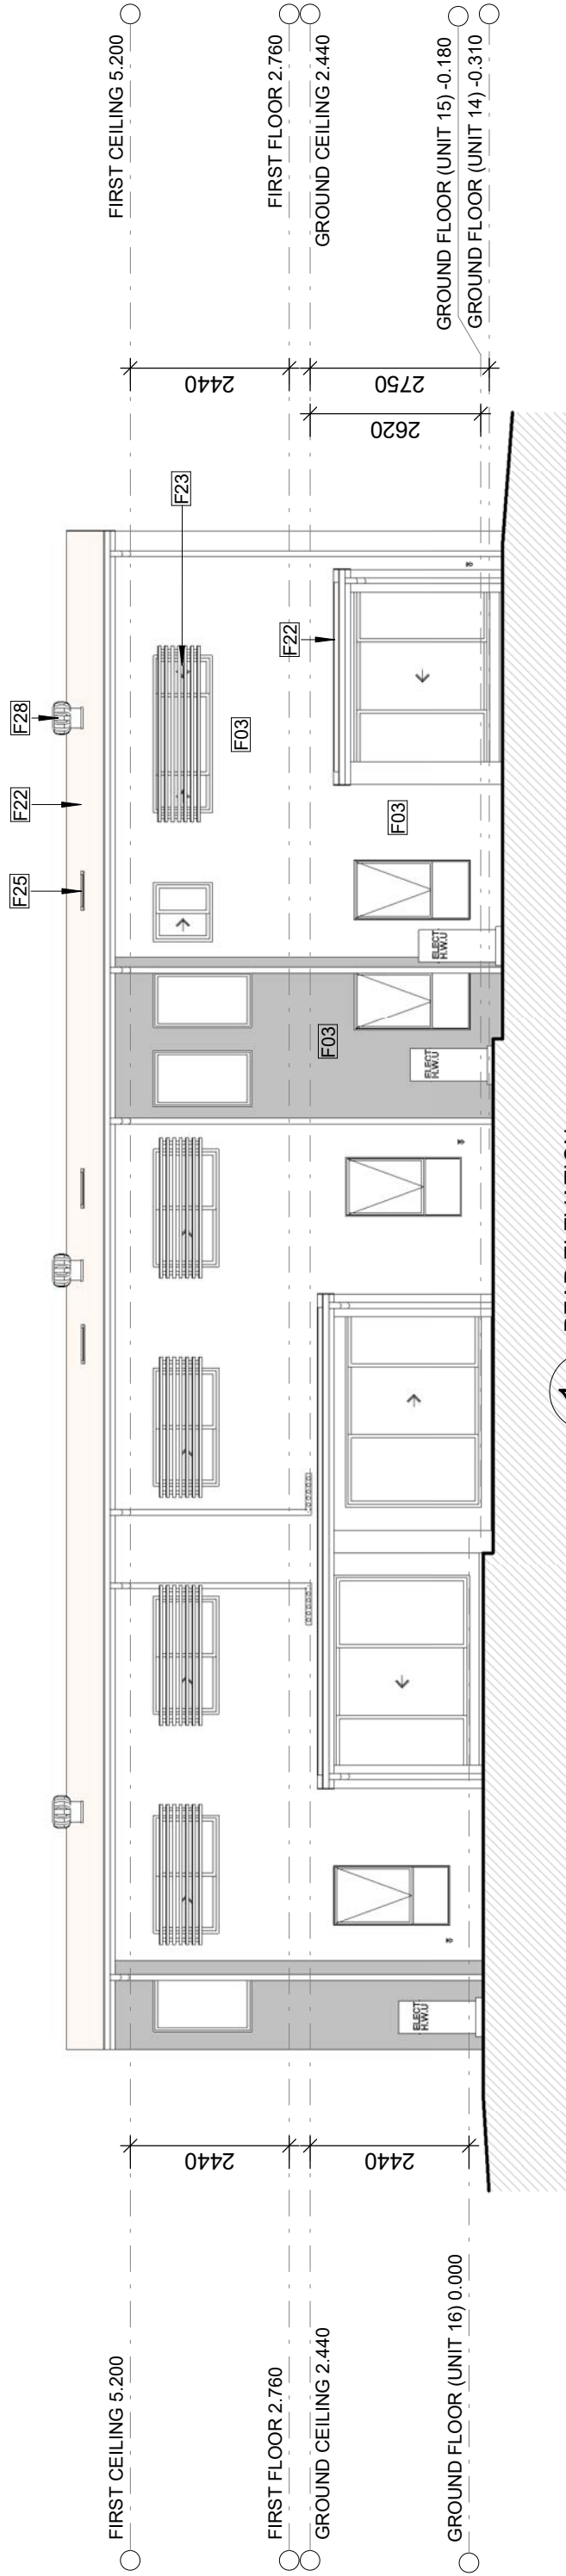 F25
F22
F28
FIRST CEILING 5.200
FIRST CEILING 5.200
2440
2440
F23
F03
FIRST FLOOR 2.760
FIRST FLOOR 2.760
GROUND CEILING 2.440
GROUND CEILING 2.440
F03
F22
F03
2440
2620
2750
ELECT.
H.W.U
ELECT.
H.W.U
ELECT.
H.W.U
GROUND FLOOR (UNIT 16) 0.000
GROUND FLOOR (UNIT 15) -0.180
GROUND FLOOR (UNIT 14) -0.310